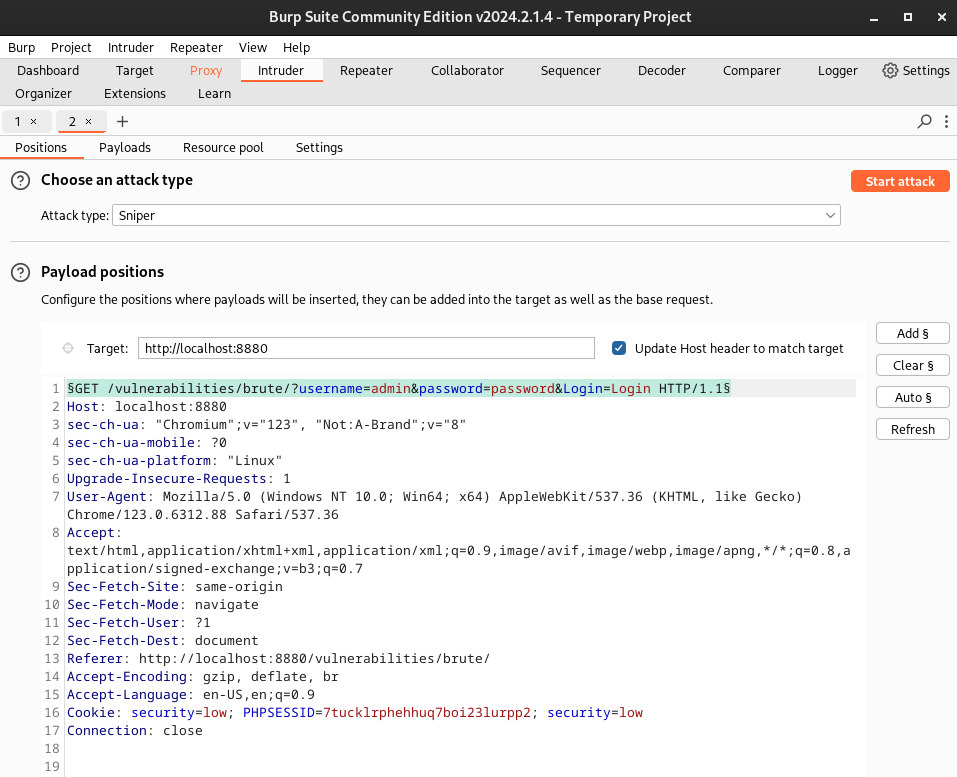 Burp Suite Community Edition v2024.2.1.4 - Temporary Project
Burp Project Intruder Repeater View Help
Dashboard Target Proxy Intruder Repeater Collaborator Sequencer Decoder Comparer Logger Settings
Organizer Extensions Learn
1 × 2 × +
Positions Payloads Resource pool Settings
? Choose an attack type
Start attack
Attack type: Sniper
? Payload positions
Configure the positions where payloads will be inserted, they can be added into the target as well as the base request.
Target: http://localhost:8880 Update Host header to match target
Add §
Clear §
Auto §
Refresh
1 §GET /vulnerabilities/brute/?username=admin&password=password&Login=Login HTTP/1.1§
2 Host: localhost:8880
3 sec-ch-ua: "Chromium";v="123", "Not:A-Brand";v="8"
4 sec-ch-ua-mobile: ?0
5 sec-ch-ua-platform: "Linux"
6 Upgrade-Insecure-Requests: 1
7 User-Agent: Mozilla/5.0 (Windows NT 10.0; Win64; x64) AppleWebKit/537.36 (KHTML, like Gecko)
Chrome/123.0.6312.88 Safari/537.36
8 Accept:
text/html,application/xhtml+xml,application/xml;q=0.9,image/avif,image/webp,image/apng,*/*;q=0.8,a
pplication/signed-exchange;v=b3;q=0.7
9 Sec-Fetch-Site: same-origin
10 Sec-Fetch-Mode: navigate
11 Sec-Fetch-User: ?1
12 Sec-Fetch-Dest: document
13 Referer: http://localhost:8880/vulnerabilities/brute/
14 Accept-Encoding: gzip, deflate, br
15 Accept-Language: en-US,en;q=0.9
16 Cookie: security=low; PHPSESSID=7tucklrphehhuq7boi23lurpp2; security=low
17 Connection: close
18
19